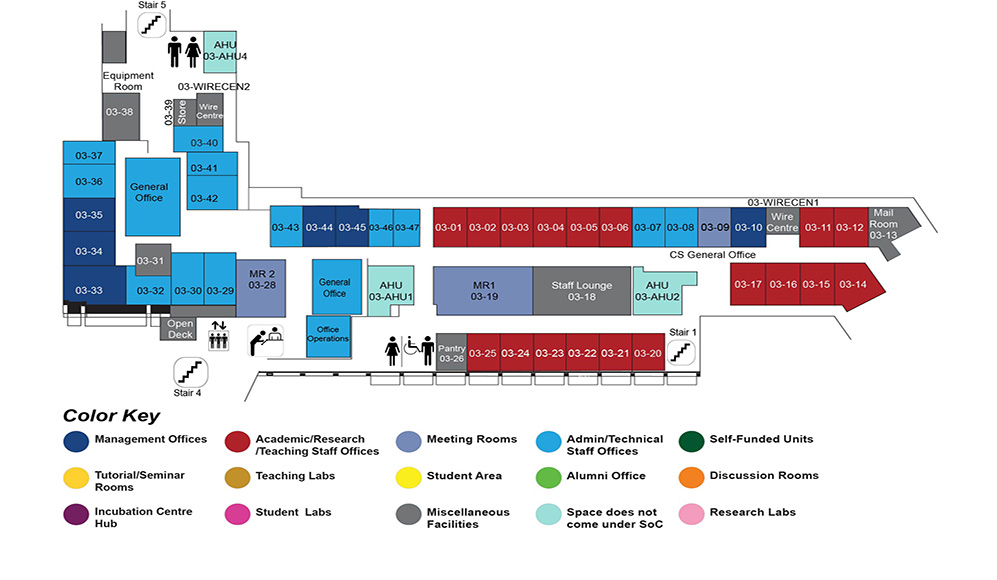 Stair 5
AHU
03-AHU4
Equipment
Room
03-WIRECEN2
03-38
03-39
Store
Wire
Centre
03-40
03-37
03-41
03-36
General
Office
03-42
03-35
03-34
03-31
03-33
03-32
03-30
03-29
MR 2
03-28
Open
Deck
Stair 4
03-43
03-44
03-45
03-46
03-47
General
Office
AHU
03-AHU1
Office
Operations
03-WIRECEN1
03-01
03-02
03-03
03-04
03-05
03-06
03-07
03-08
03-09
03-10
Wire
Centre
03-11
03-12
Mail
Room
03-13
CS General Office
MR1
03-19
Staff Lounge
03-18
AHU
03-AHU2
03-17
03-16
03-15
03-14
Pantry
03-26
03-25
03-24
03-23
03-22
03-21
03-20
Stair 1
Color Key
Management Offices
Academic/Research
/Teaching Staff Offices
Meeting Rooms
Admin/Technical
Staff Offices
Self-Funded Units
Tutorial/Seminar
Rooms
Teaching Labs
Student Area
Alumni Office
Discussion Rooms
Incubation Centre
Hub
Student Labs
Miscellaneous
Facilities
Space does not
come under SoC
Research Labs